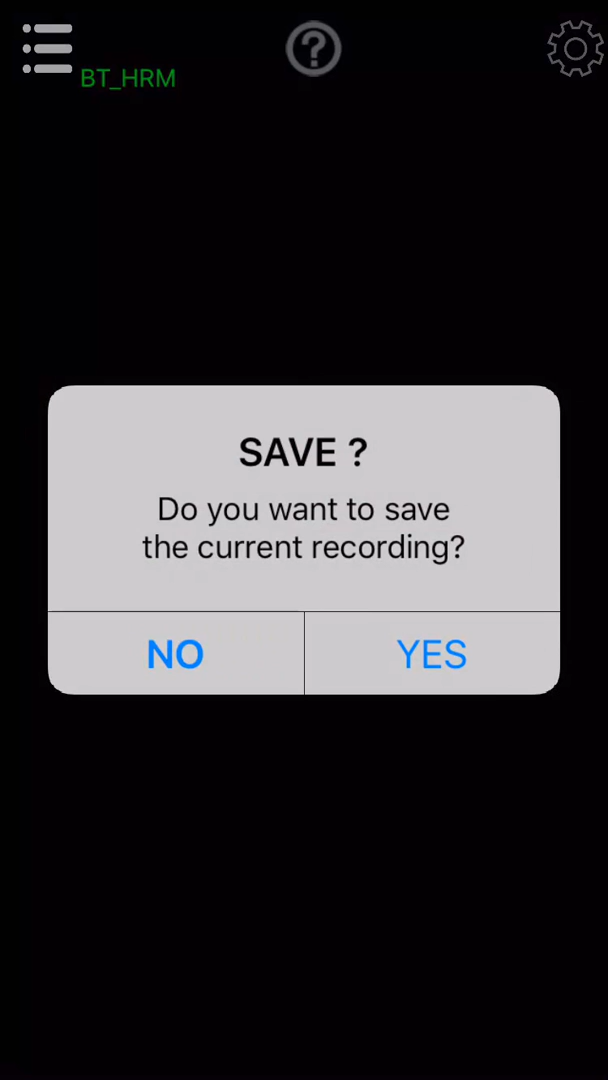 BT_HRM
SAVE ?
Do you want to save
the current recording?
NO
YES